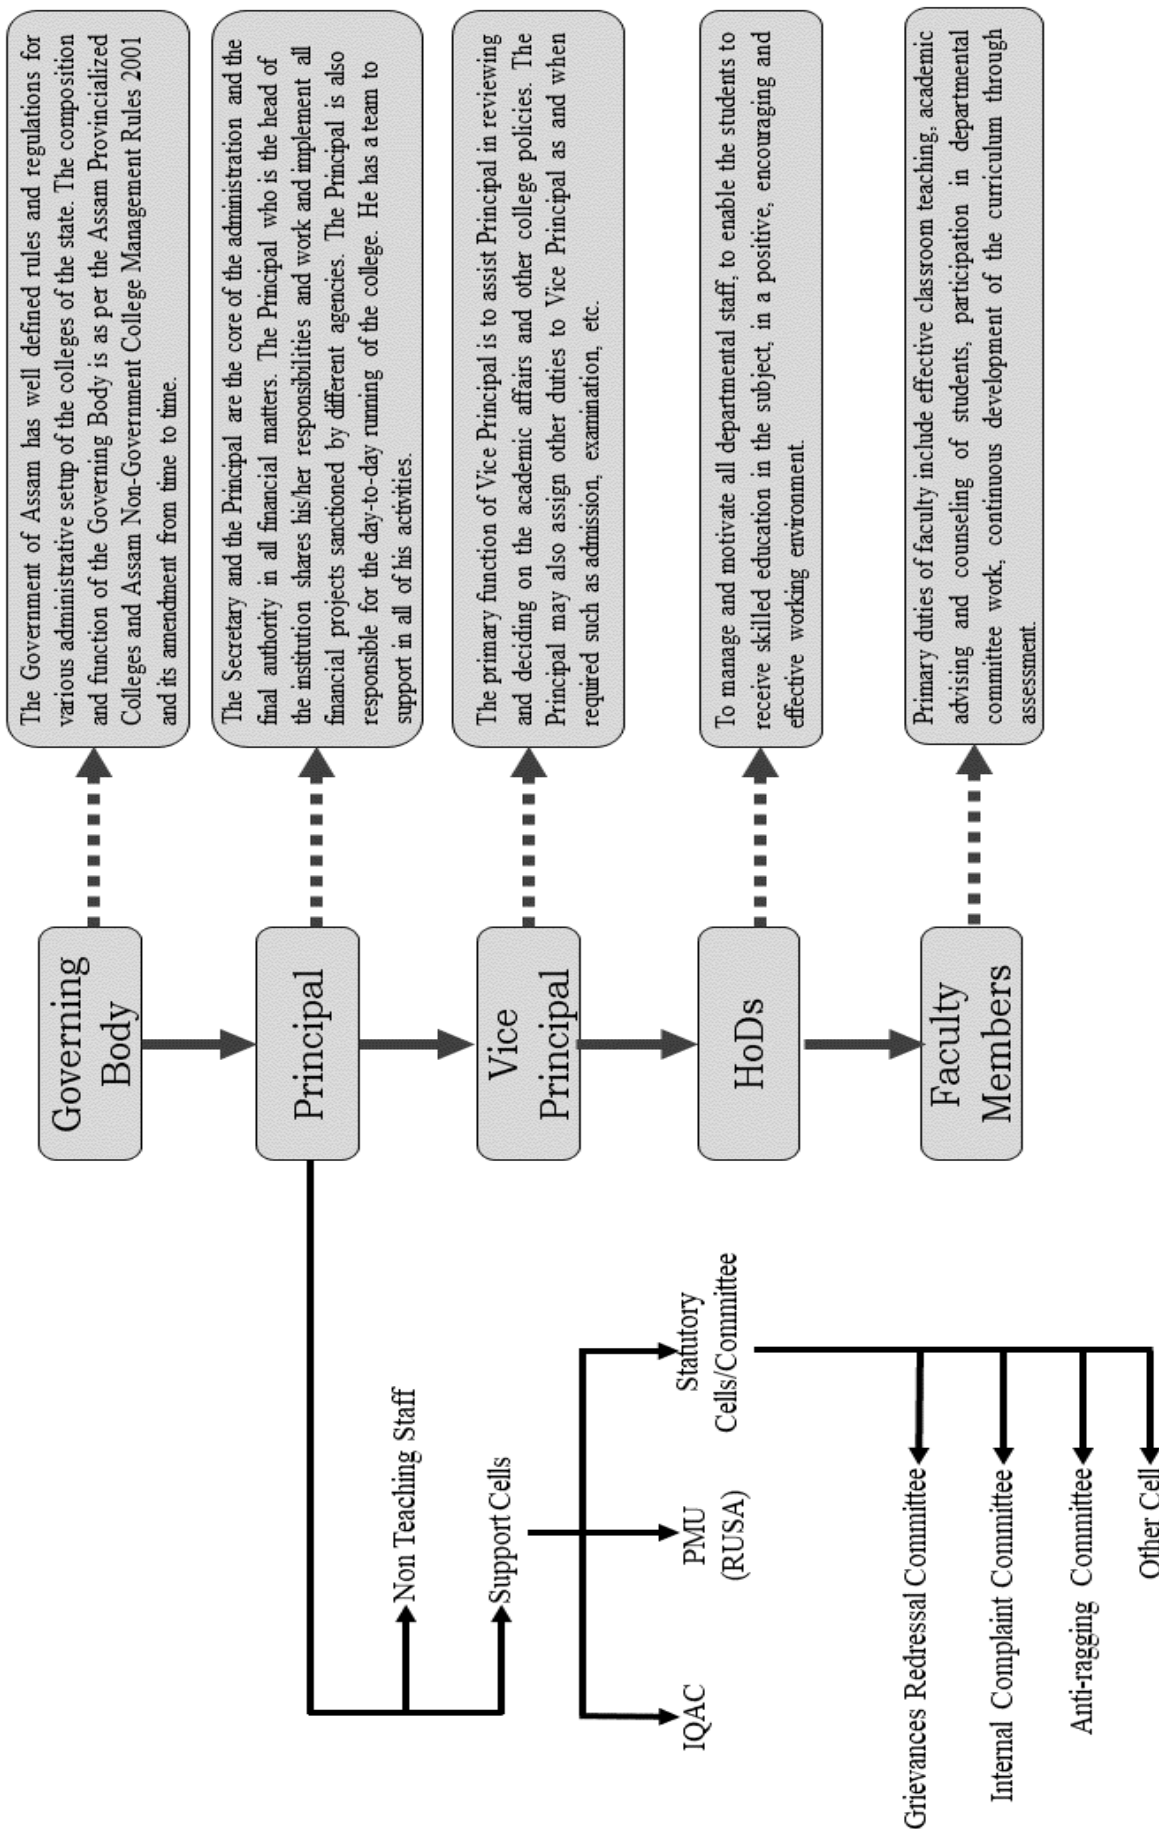 Governing
Body
The Government of Assam has well defined rules and regulations for
various administrative setup of the colleges of the state. The composition
and function of the Governing Body is as per the Assam Provincialized
Colleges and Assam Non-Government College Management Rules 2001
and its amendment from time to time.
Principal
The Secretary and the Principal are the core of the administration and the
final authority in all financial matters. The Principal who is the head of
the institution shares his/her responsibilities and work and implement all
financial projects sanctioned by different agencies. The Principal is also
responsible for the day-to-day running of the college. He has a team to
support in all of his activities.
Vice
Principal
The primary function of Vice Principal is to assist Principal in reviewing
and deciding on the academic affairs and other college policies. The
Principal may also assign other duties to Vice Principal as and when
required such as admission, examination, etc.
HoDs
To manage and motivate all departmental staff, to enable the students to
receive skilled education in the subject, in a positive, encouraging and
effective working environment.
Faculty
Members
Primary duties of faculty include effective classroom teaching, academic
advising and counseling of students, participation in departmental
committee work, continuous development of the curriculum through
assessment.
Non Teaching Staff
Support Cells
IQAC
PMU
(RUSA)
Statutory
Cells/Committee
Grievances Redressal Committee
Internal Complaint Committee
Anti-ragging Committee
Other Cell